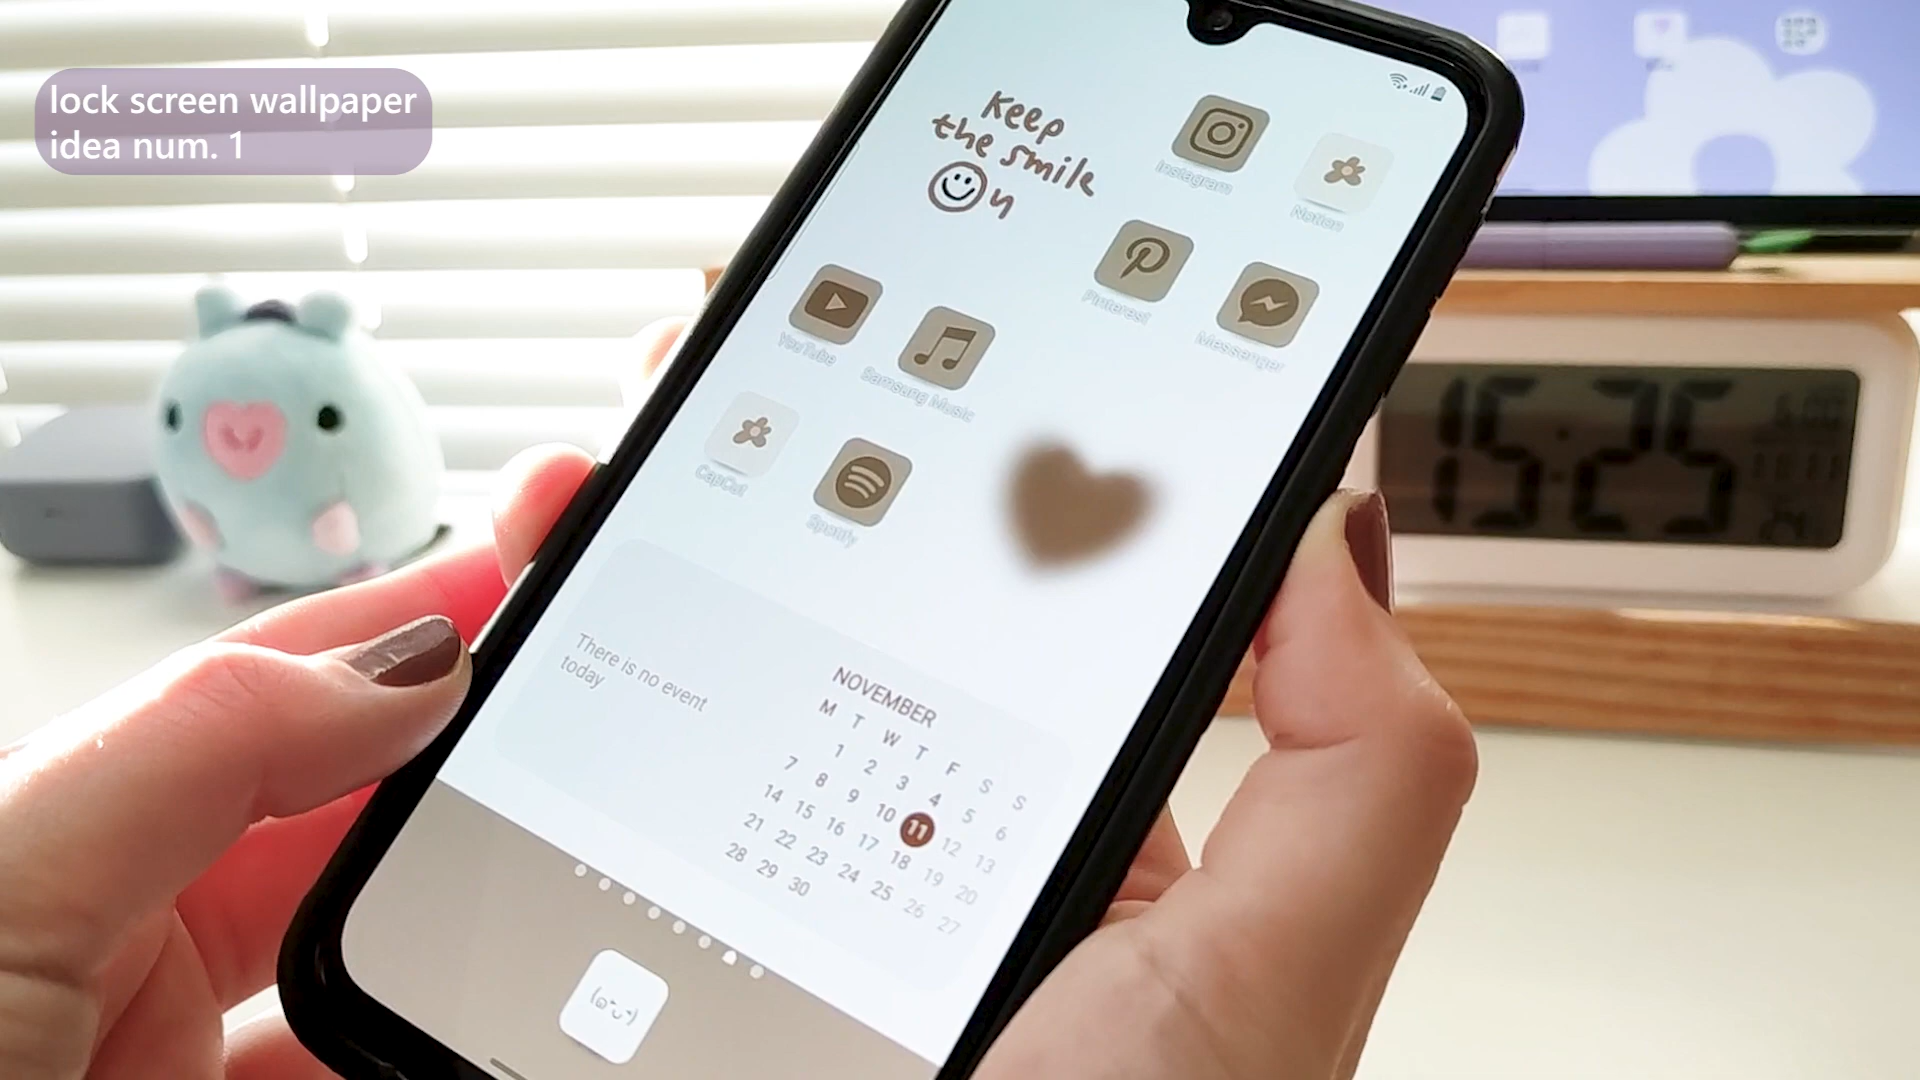 lock screen wallpaper
idea num. 1
Keep
the smile
on
Instagram
Notion
Pinterest
Messenger
YouTube
Samsung Music
CapCut
Spotify
There is no event
today
NOVEMBER
M T W T F S S
1 2 3 4 5 6
7 8 9 10 11 12 13
14 15 16 17 18 19 20
21 22 23 24 25 26 27
28 29 30
15:25